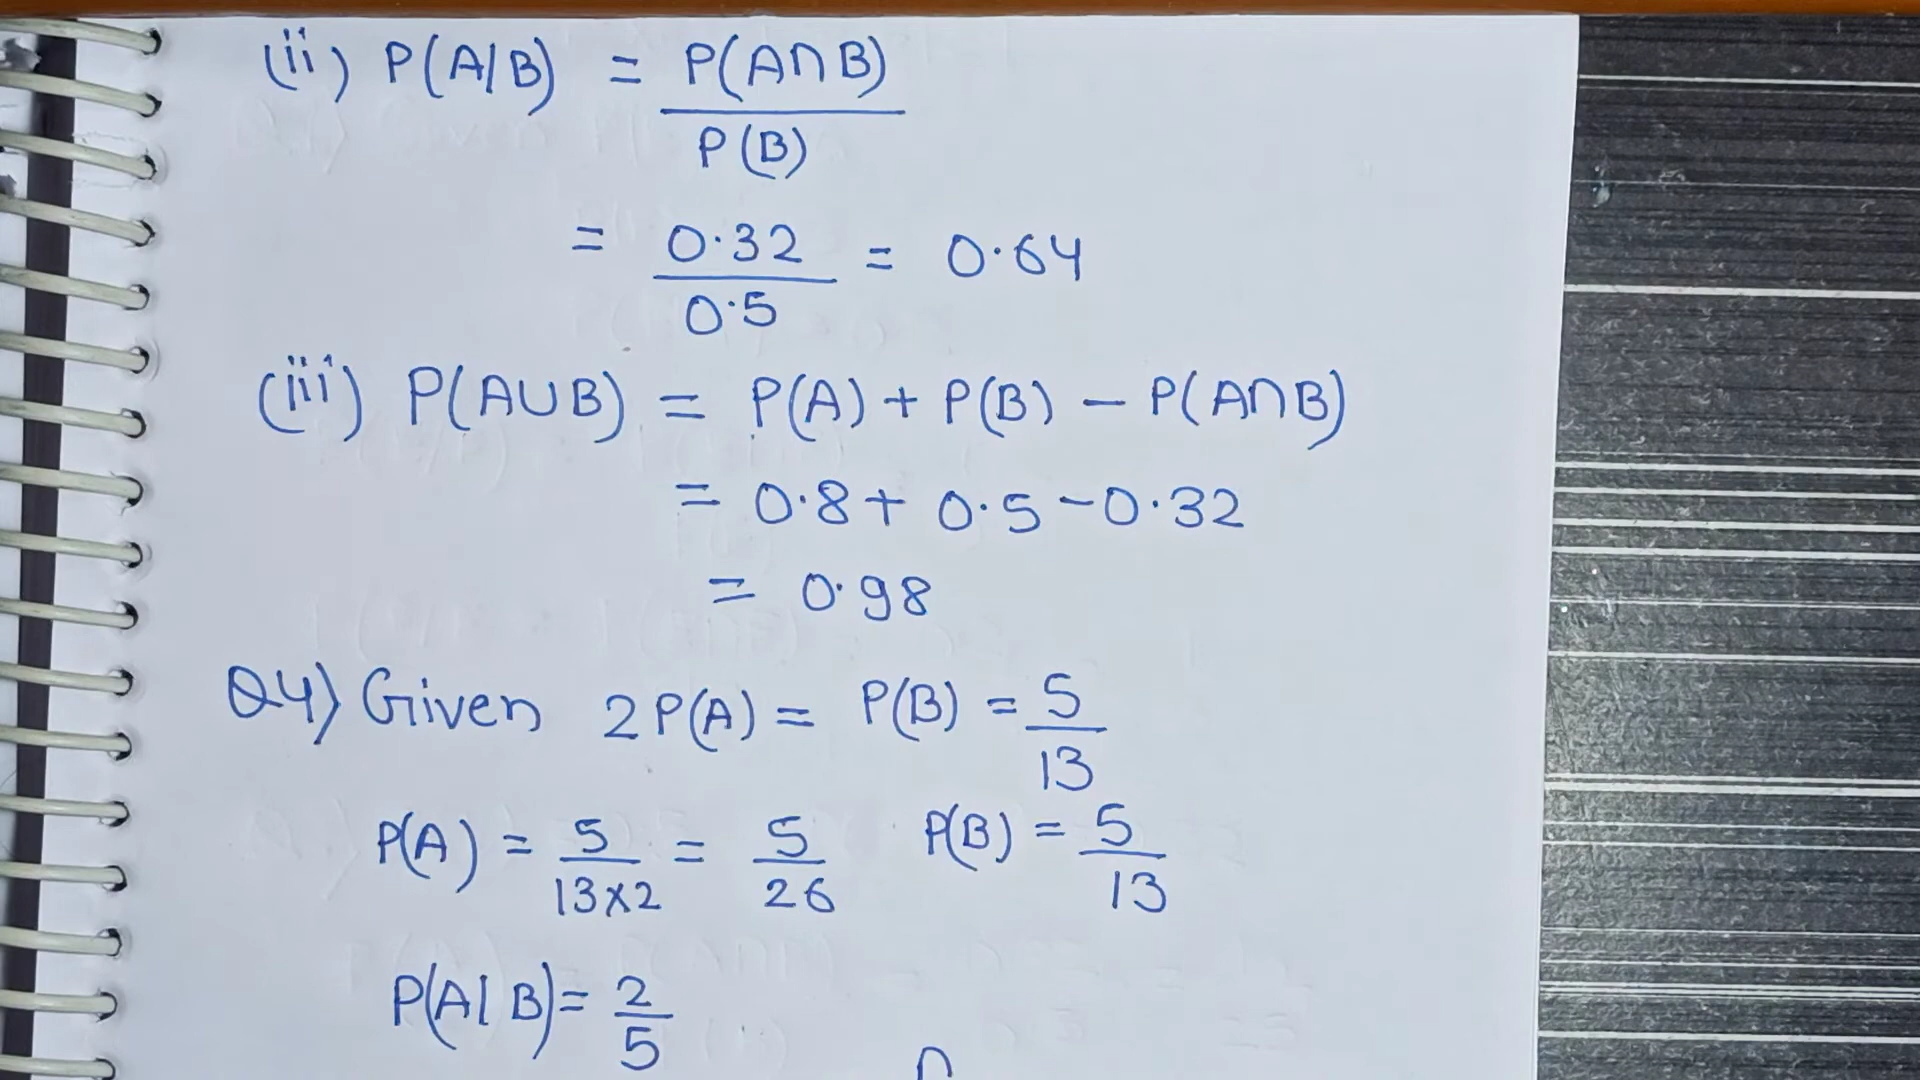 (ii) P(A|B) = P(A∩B)
P(B)
= 0.32 = 0.64
0.5
(iii) P(A∪B) = P(A) + P(B) - P(A∩B)
= 0.8 + 0.5 - 0.32
= 0.98
Q4) Given 2P(A) = P(B) = 5
13
P(A) = 5 = 5 P(B) = 5
13×2 26 13
P(A|B) = 2
5